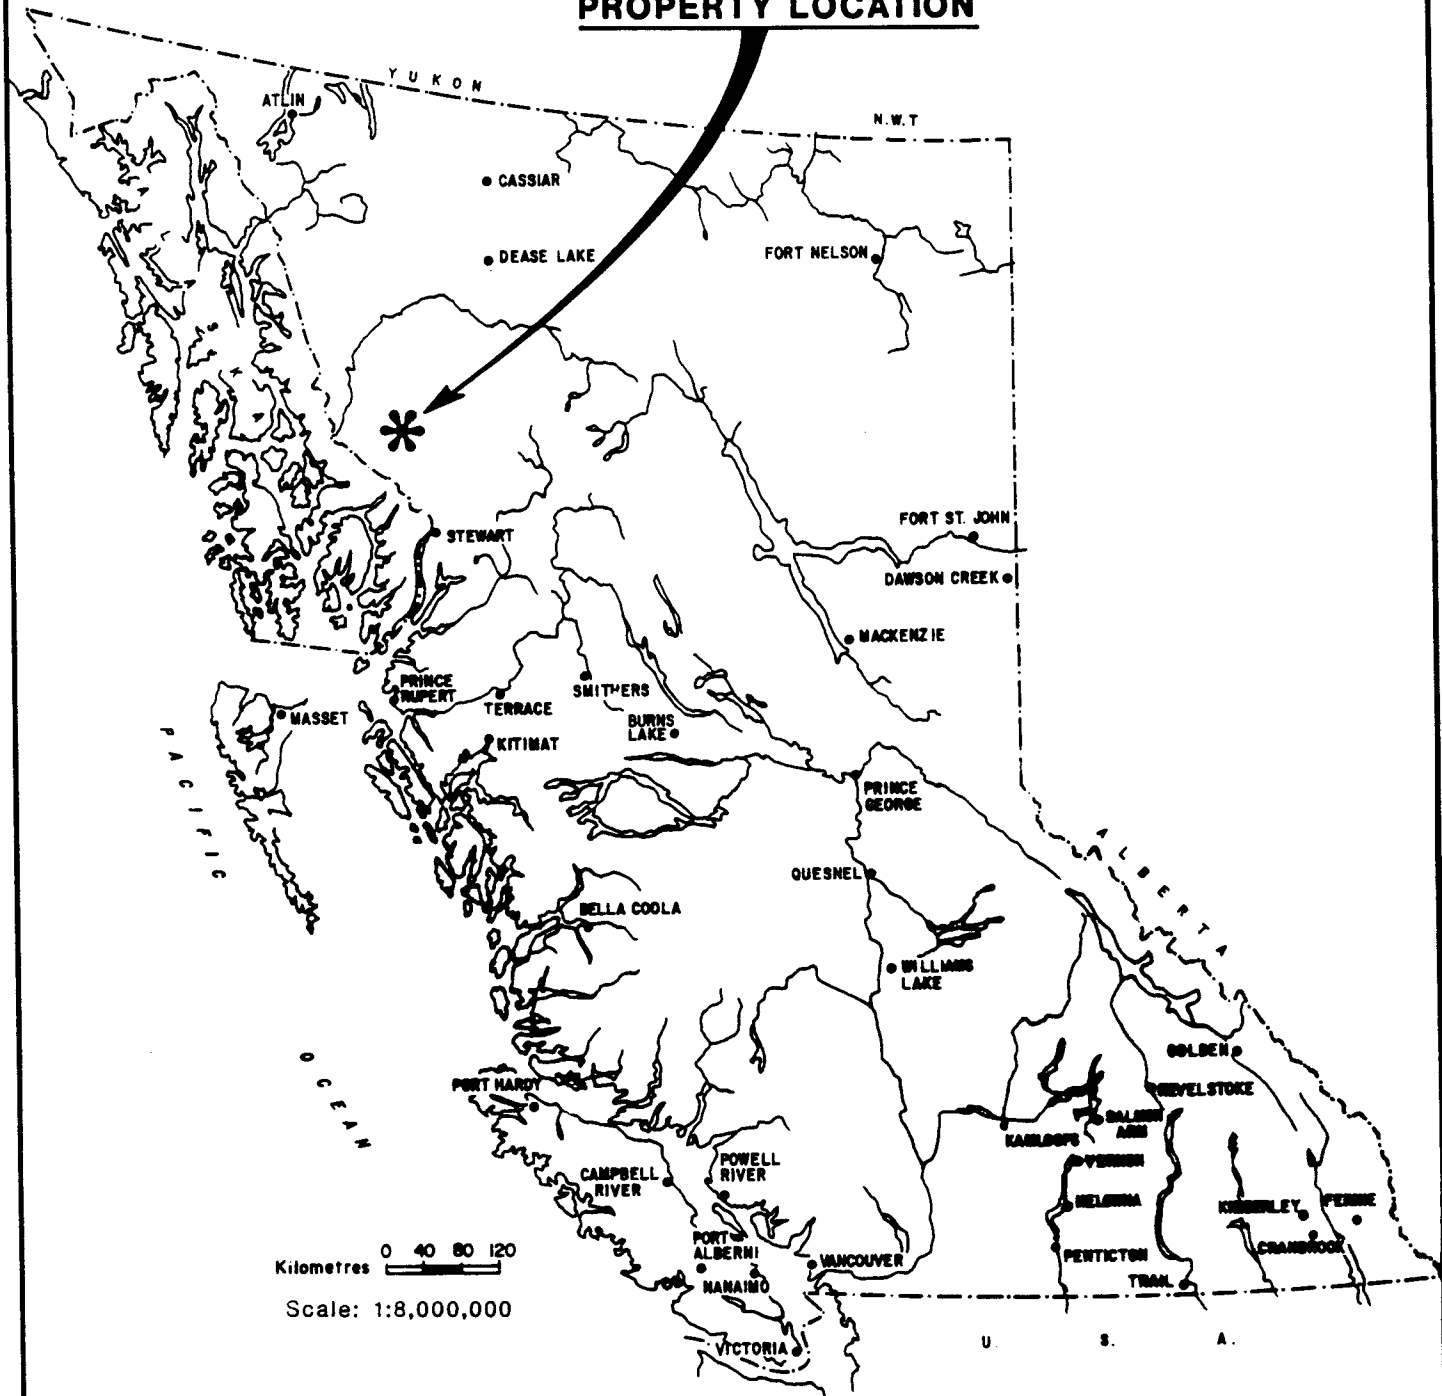 PROPERTY LOCATION
YUKON
N.W.T
ATLIN
CASSIAR
DEASE LAKE
FORT NELSON
ALASKA
STEWART
FORT ST. JOHN
DAWSON CREEK
MACKENZIE
PRINCE
RUPERT
TERRACE
SMITHERS
MASSET
BURNS
LAKE
KITIMAT
PACIFIC
PRINCE
GEORGE
ALBERTA
QUESNEL
BELLA COOLA
WILLIAMS
LAKE
OCEAN
GOLDEN
PORT HARDY
REVELSTOKE
SALMON
ARM
KAMLOOPS
VERNON
POWELL
RIVER
CAMPBELL
RIVER
KELOWNA
KIMBERLEY
FERNIE
PORT
ALBERNI
CRANBROOK
PENTICTON
VANCOUVER
NANAIMO
TRAIL
0 40 80 120
Kilometres
Scale: 1:8,000,000
VICTORIA
U. S. A.